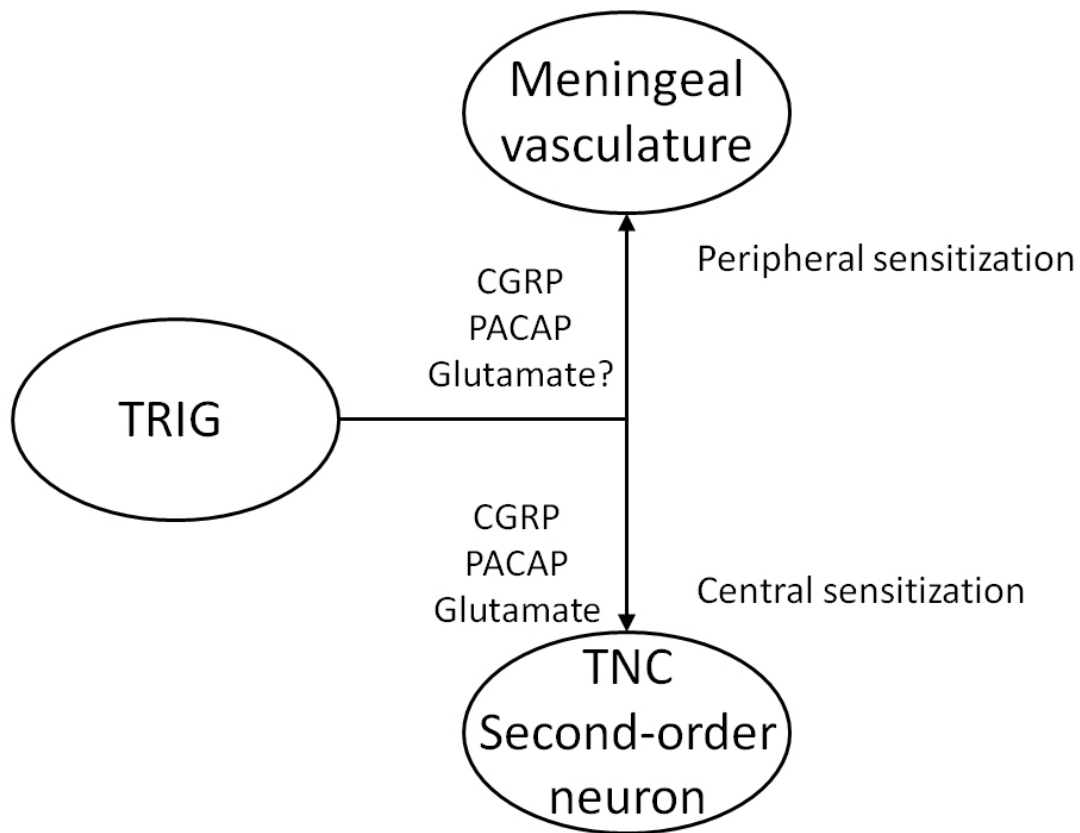 Meningeal
vasculature
Peripheral sensitization
CGRP
PACAP
Glutamate?
TRIG
CGRP
PACAP
Glutamate
Central sensitization
TNC
Second-order
neuron